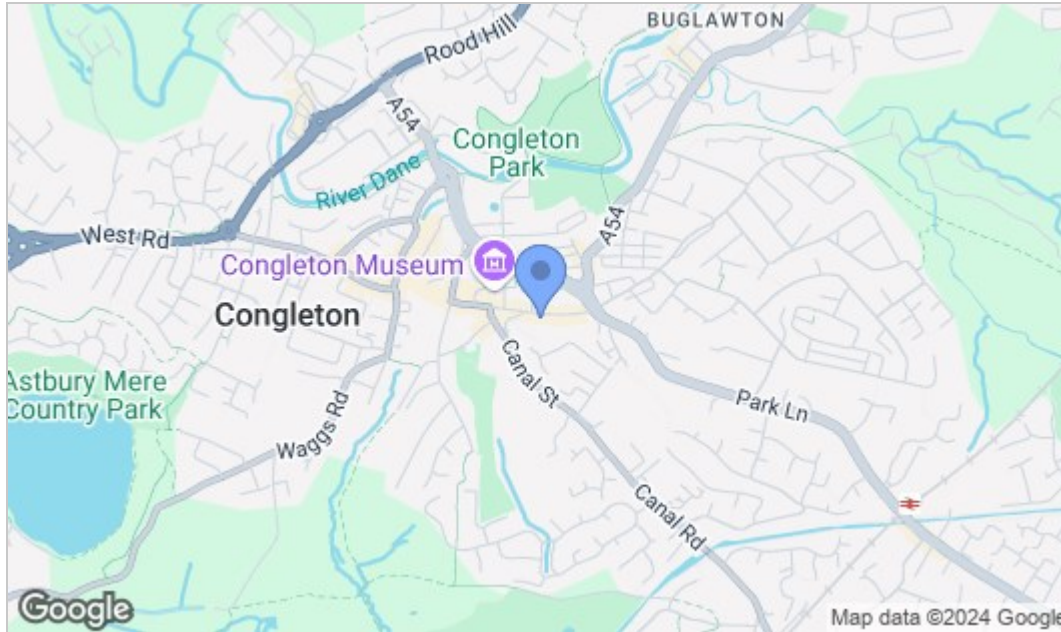 BUGLAWTON
Rood Hill
A54
Congleton
Park
River Dane
A54
West Rd
Congleton Museum
Congleton
Canal St
Astbury Mere
Country Park
Waggs Rd
Park Ln
Canal Rd
Google
Map data ©2024 Google